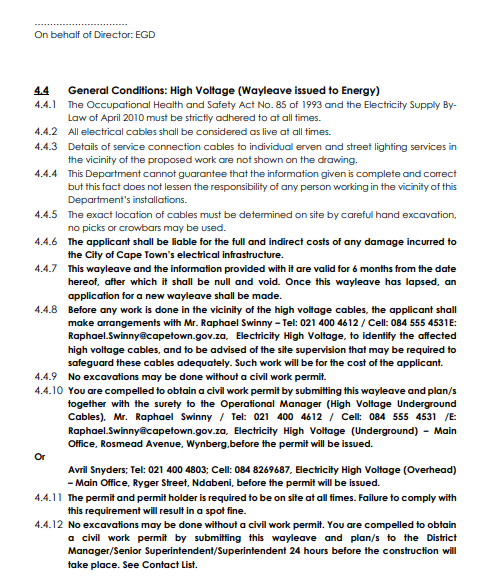 ..............................
On behalf of Director: EGD
4.4 General Conditions: High Voltage (Wayleave issued to Energy)
4.4.1 The Occupational Health and Safety Act No. 85 of 1993 and the Electricity Supply By-
Law of April 2010 must be strictly adhered to at all times.
4.4.2 All electrical cables shall be considered as live at all times.
4.4.3 Details of service connection cables to individual erven and street lighting services in
the vicinity of the proposed work are not shown on the drawing.
4.4.4 This Department cannot guarantee that the information given is complete and correct
but this fact does not lessen the responsibility of any person working in the vicinity of this
Department's installations.
4.4.5 The exact location of cables must be determined on site by careful hand excavation,
no picks or crowbars may be used.
4.4.6 The applicant shall be liable for the full and indirect costs of any damage incurred to
the City of Cape Town's electrical infrastructure.
4.4.7 This wayleave and the information provided with it are valid for 6 months from the date
hereof, after which it shall be null and void. Once this wayleave has lapsed, an
application for a new wayleave shall be made.
4.4.8 Before any work is done in the vicinity of the high voltage cables, the applicant shall
make arrangements with Mr. Raphael Swinny – Tel: 021 400 4612 / Cell: 084 555 4531E:
Raphael.Swinny@capetown.gov.za, Electricity High Voltage, to identify the affected
high voltage cables, and to be advised of the site supervision that may be required to
safeguard these cables adequately. Such work will be for the cost of the applicant.
4.4.9 No excavations may be done without a civil work permit.
4.4.10 You are compelled to obtain a civil work permit by submitting this wayleave and plan/s
together with the surety to the Operational Manager (High Voltage Underground
Cables), Mr. Raphael Swinny / Tel: 021 400 4612 / Cell: 084 555 4531 /E:
Raphael.Swinny@capetown.gov.za, Electricity High Voltage (Underground) – Main
Office, Rosmead Avenue, Wynberg,before the permit will be issued.
Or
Avril Snyders; Tel: 021 400 4803; Cell: 084 8269687, Electricity High Voltage (Overhead)
– Main Office, Ryger Street, Ndabeni, before the permit will be issued.
4.4.11 The permit and permit holder is required to be on site at all times. Failure to comply with
this requirement will result in a spot fine.
4.4.12 No excavations may be done without a civil work permit. You are compelled to obtain
a civil work permit by submitting this wayleave and plan/s to the District
Manager/Senior Superintendent/Superintendent 24 hours before the construction will
take place. See Contact List.